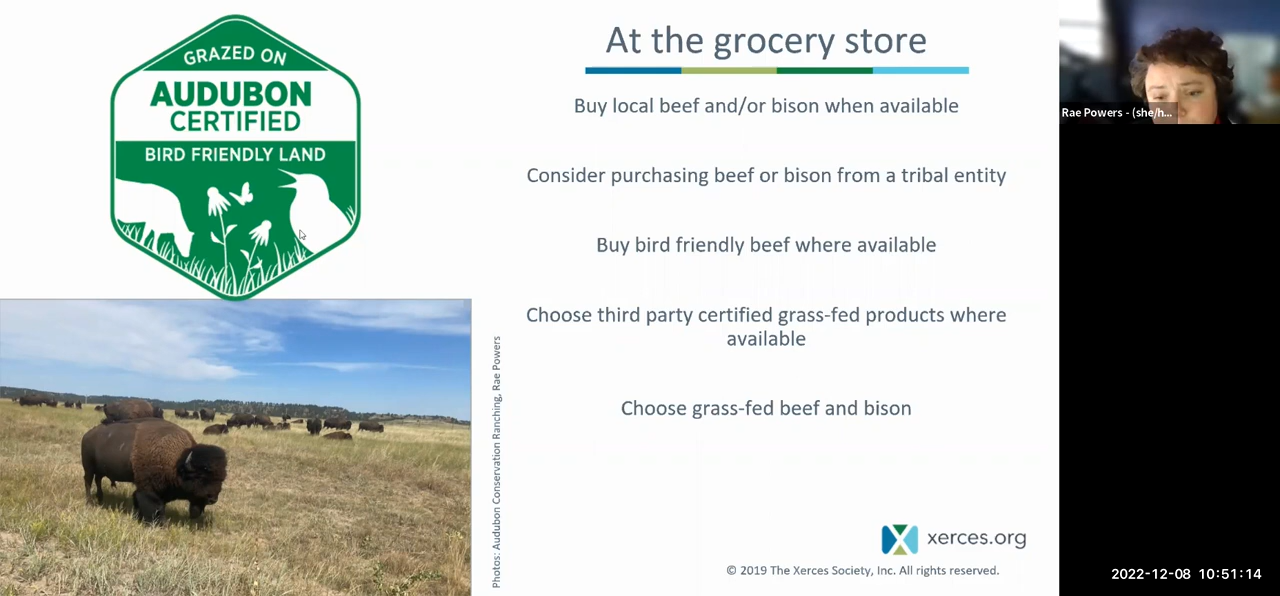 GRAZED ON
AUDUBON
CERTIFIED
BIRD FRIENDLY LAND
At the grocery store
Buy local beef and/or bison when available
Consider purchasing beef or bison from a tribal entity
Buy bird friendly beef where available
Choose third party certified grass-fed products where
available
Choose grass-fed beef and bison
Photos: Audubon Conservation Ranching, Rae Powers
xerces.org
© 2019 The Xerces Society, Inc. All rights reserved.
Rae Powers - (she/h...
2022-12-08 10:51:14